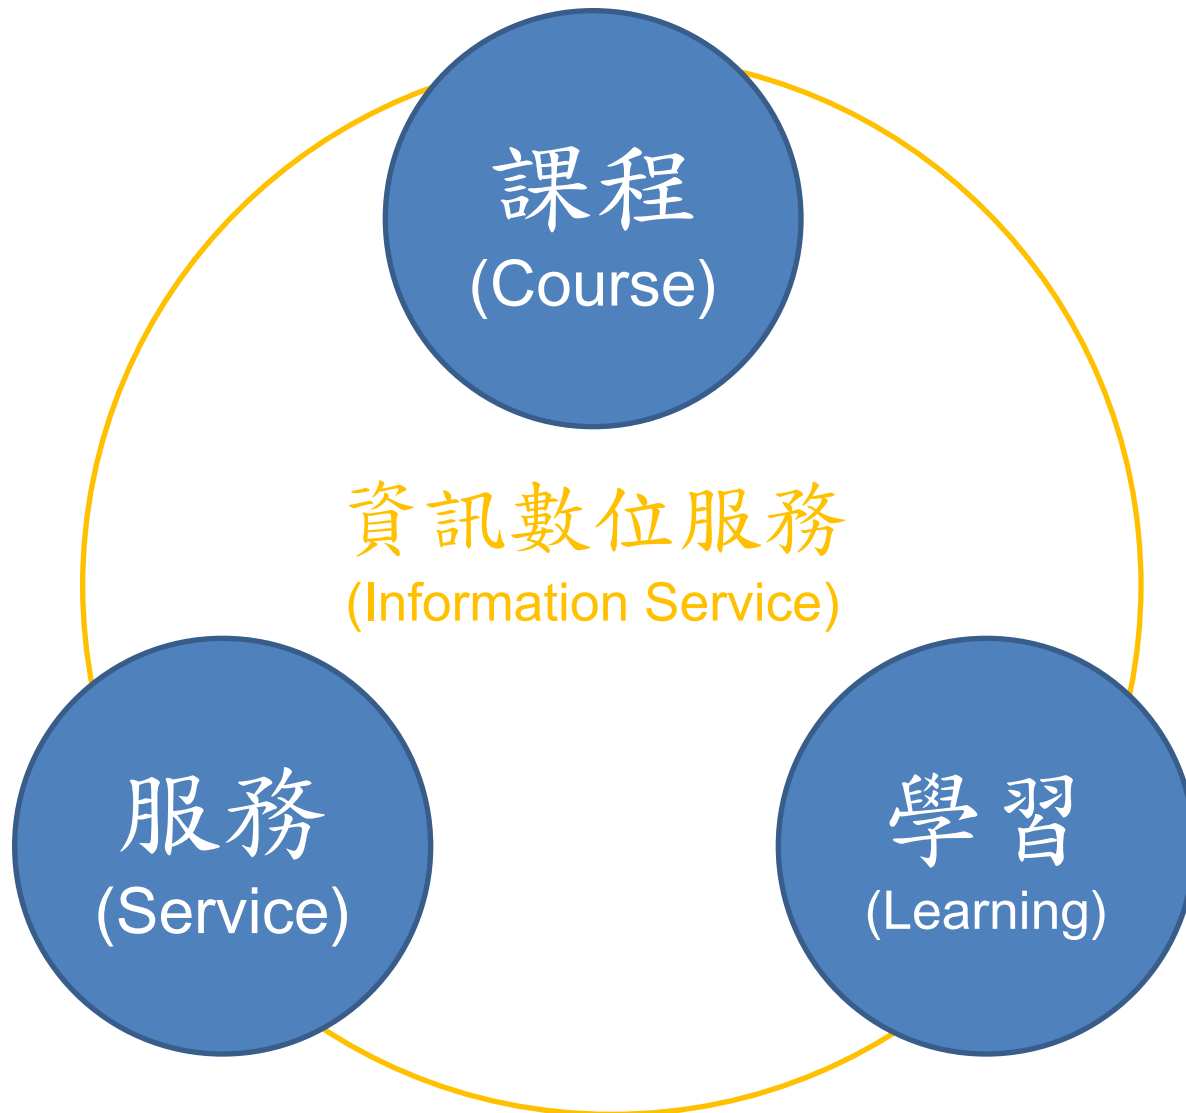 課程
(Course)
資訊數位服務
(Information Service)
服務
(Service)
學習
(Learning)